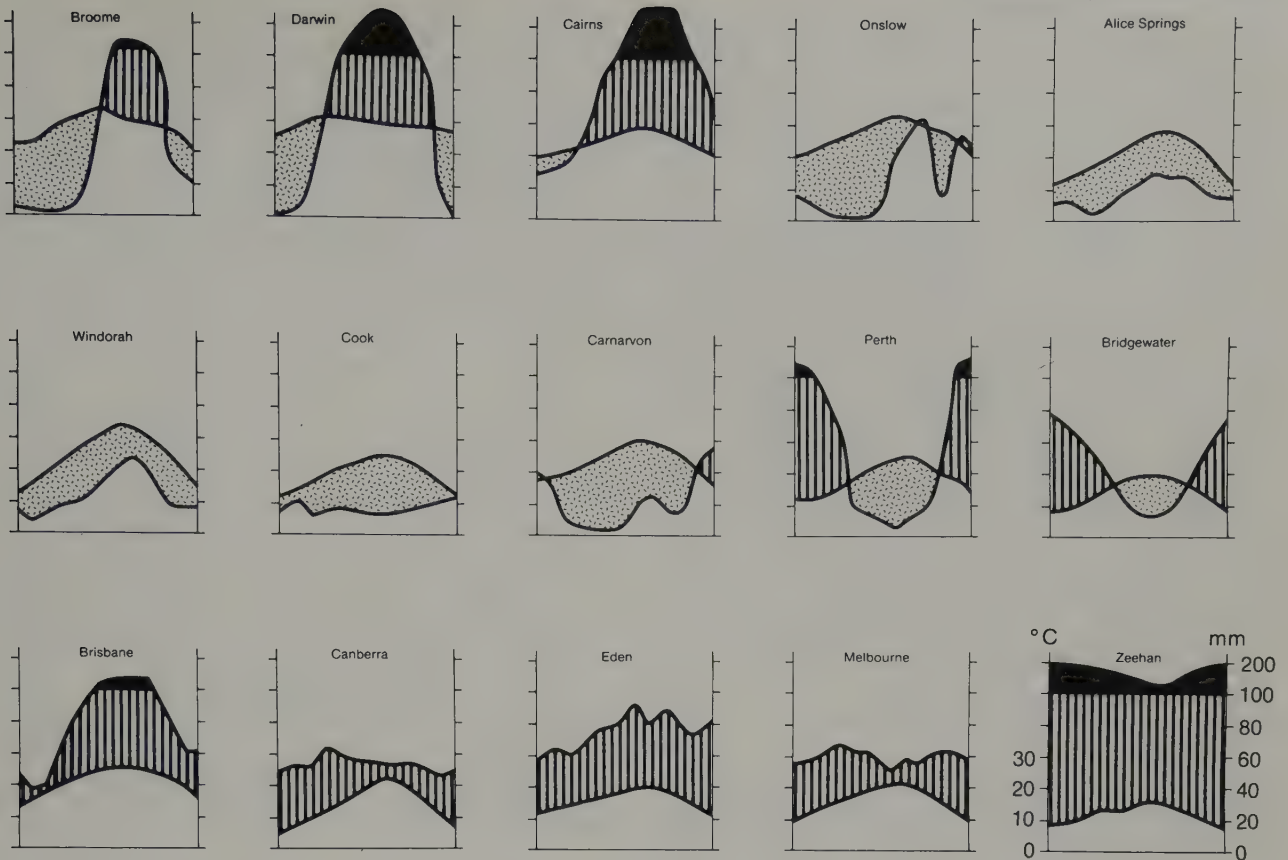 Broome
Darwin
Cairns
Onslow
Alice Springs
Windorah
Cook
Carnarvon
Perth
Bridgewater
Brisbane
Canberra
Eden
Melbourne
Zeehan
°C
mm
200
100
80
60
40
20
0
30
20
10
0